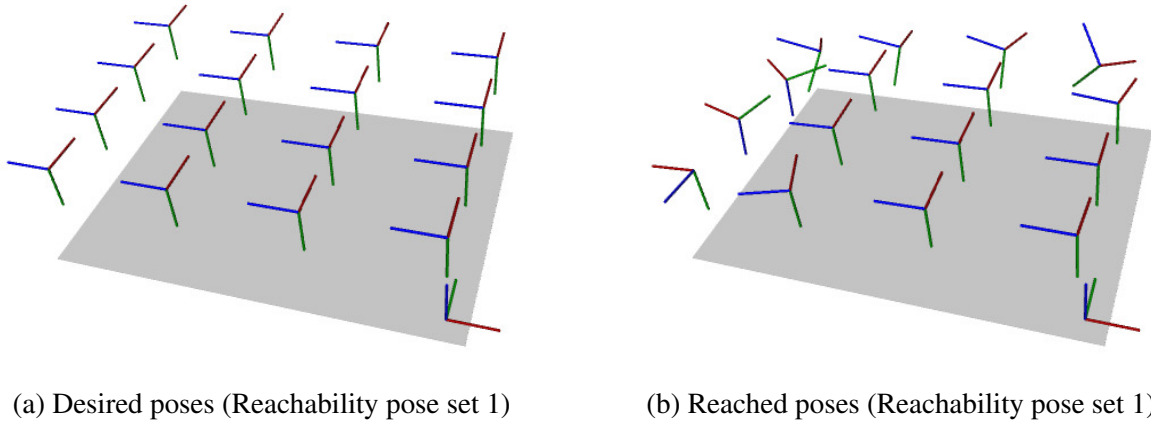 (a) Desired poses (Reachability pose set 1)
(b) Reached poses (Reachability pose set 1)